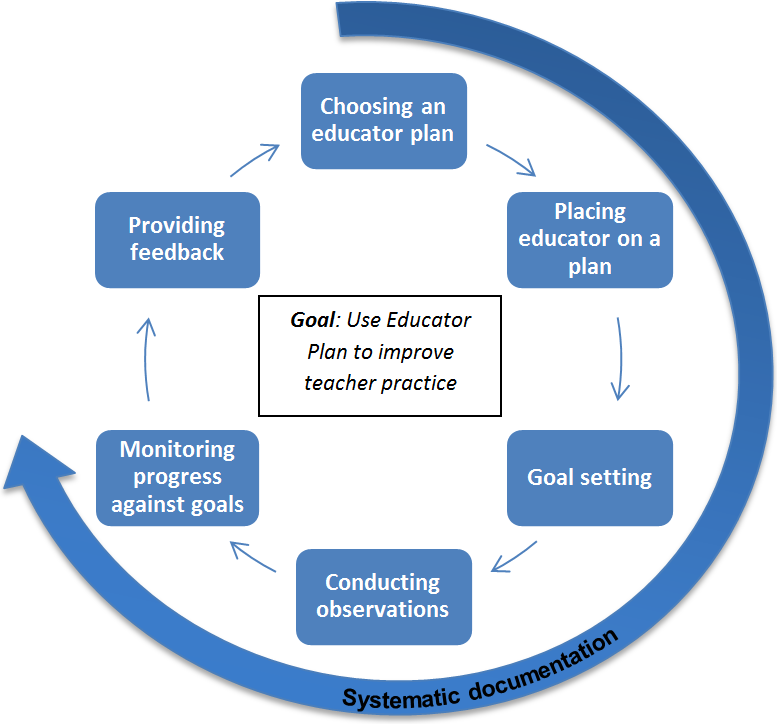 Choosing an
educator plan
Placing
educator on a
plan
Goal setting
Conducting
observations
Monitoring
progress
against goals
Providing
feedback
Goal: Use Educator
Plan to improve
teacher practice
Systematic documentation